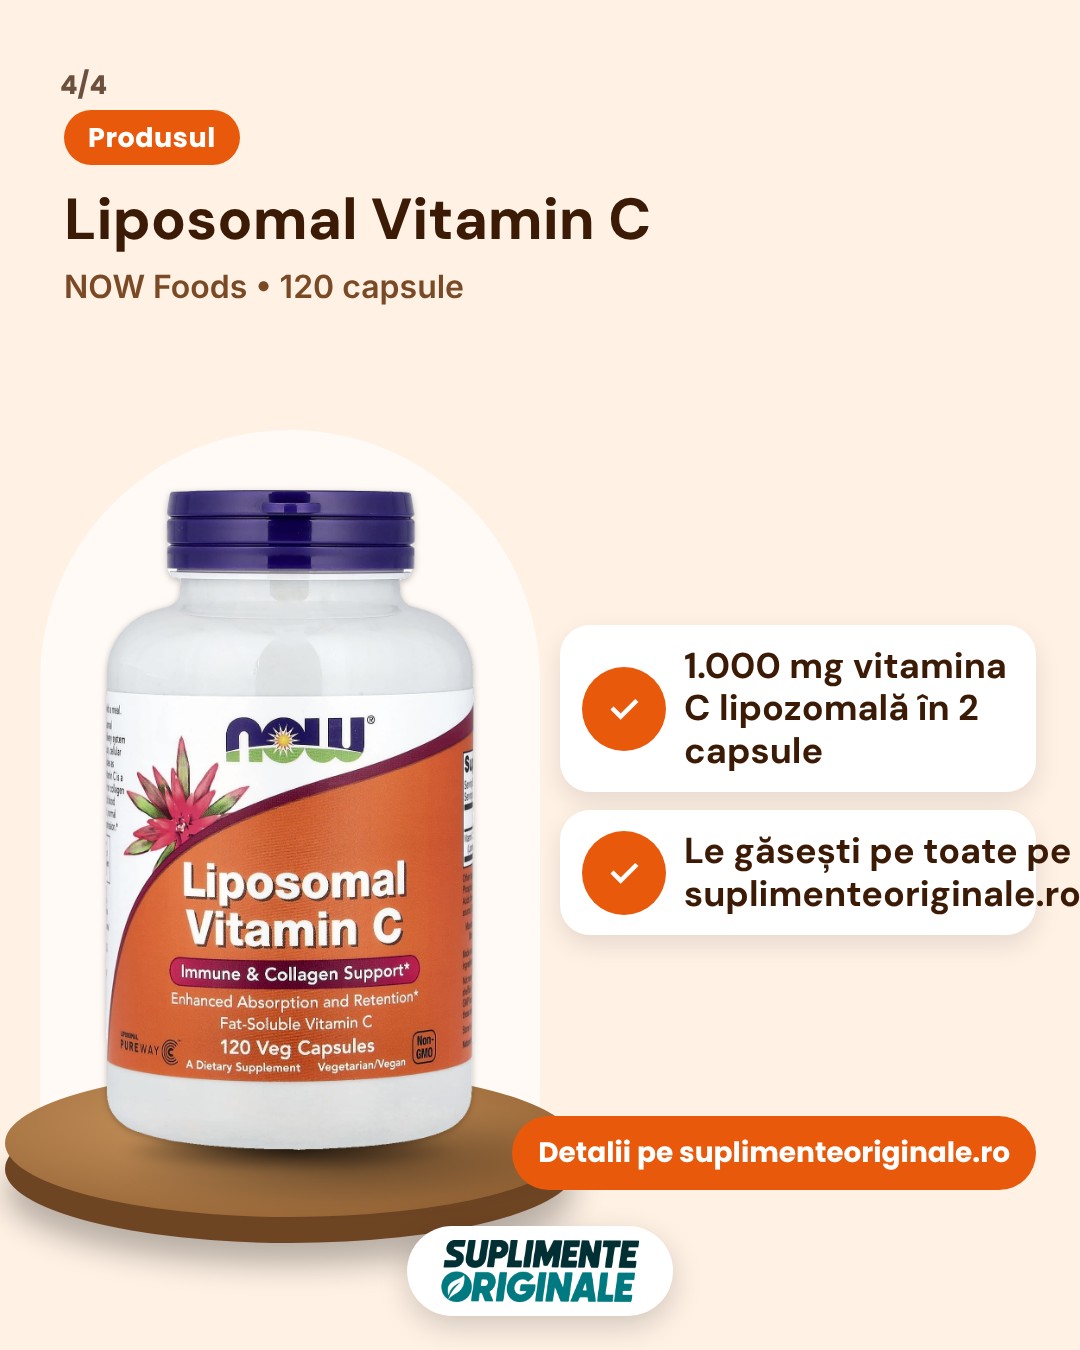 4/4
Produsul
Liposomal Vitamin C
NOW Foods • 120 capsule
1.000 mg vitamina
C lipozomală în 2
capsule
Le găsești pe toate pe
suplimenteoriginale.ro
NOW®
Liposomal
Vitamin C
Immune & Collagen Support*
Enhanced Absorption and Retention*
Fat-Soluble Vitamin C
120 Veg Capsules
A Dietary Supplement Vegetarian/Vegan
LIPOSOMAL
PUREWAY C™
Non-
GMO
Detalii pe suplimenteoriginale.ro
SUPLIMENTE
ORIGINALE